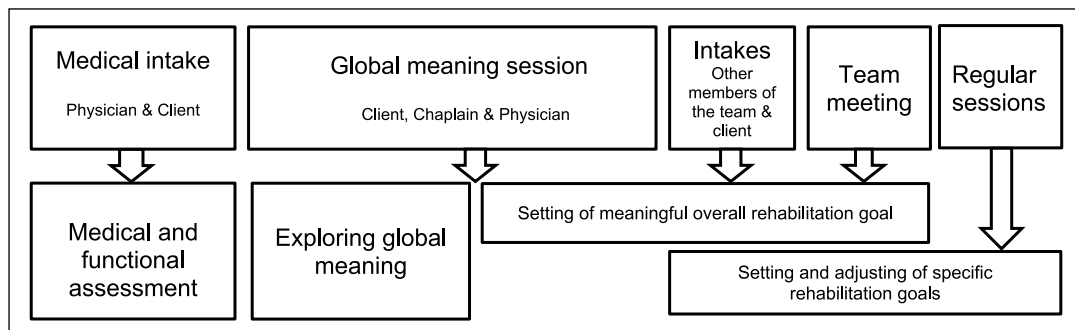 Medical intake
Physician & Client
Global meaning session
Client, Chaplain & Physician
Intakes
Other
members of
the team &
client
Team
meeting
Regular
sessions
Medical and
functional
assessment
Exploring global
meaning
Setting of meaningful overall rehabilitation goal
Setting and adjusting of specific
rehabilitation goals